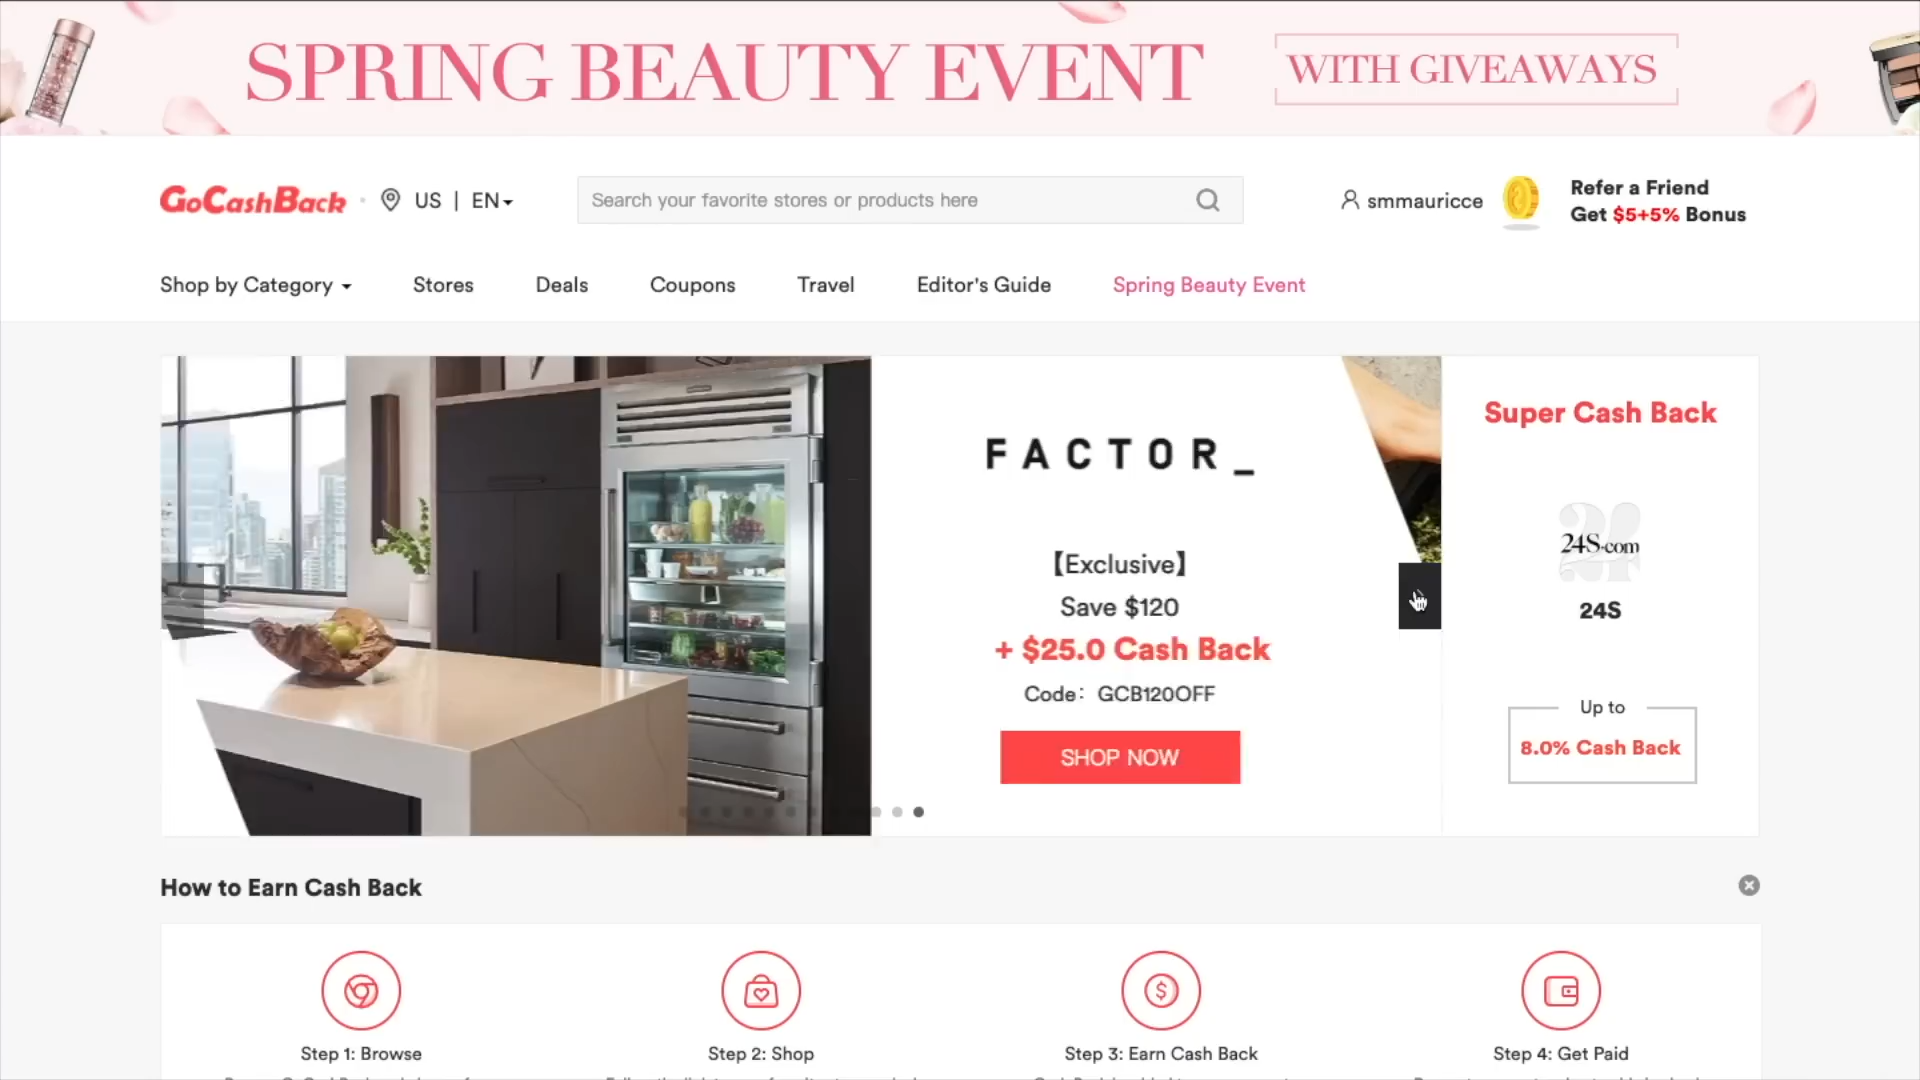 SPRING BEAUTY EVENT WITH GIVEAWAYS
GoCashBack US | EN
Search your favorite stores or products here
smmauricce
Refer a Friend
Get $5+5% Bonus
Shop by Category Stores Deals Coupons Travel Editor's Guide Spring Beauty Event
FACTOR_
【Exclusive】
Save $120
+ $25.0 Cash Back
Code: GCB120OFF
SHOP NOW
Super Cash Back
24S.com
24S
Up to
8.0% Cash Back
How to Earn Cash Back
Step 1: Browse
Step 2: Shop
Step 3: Earn Cash Back
Step 4: Get Paid